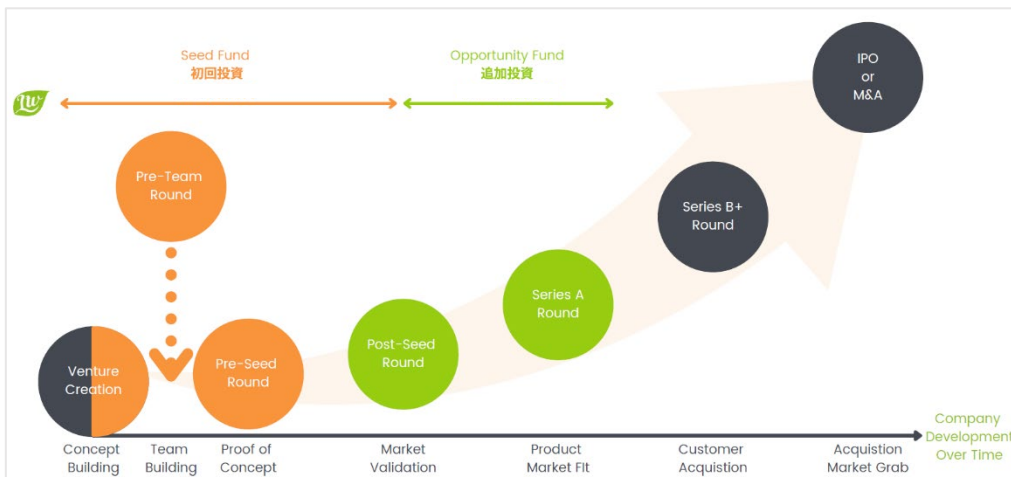 Seed Fund
初回投資
Opportunity Fund
追加投資
IPO
or
M&A
LW
Pre-Team
Round
Series B+
Round
Series A
Round
Post-Seed
Round
Pre-Seed
Round
Venture
Creation
Concept
Building
Team
Building
Proof of
Concept
Market
Validation
Product
Market FIt
Customer
Acquistion
Acquistion
Market Grab
Company
Development
Over Time